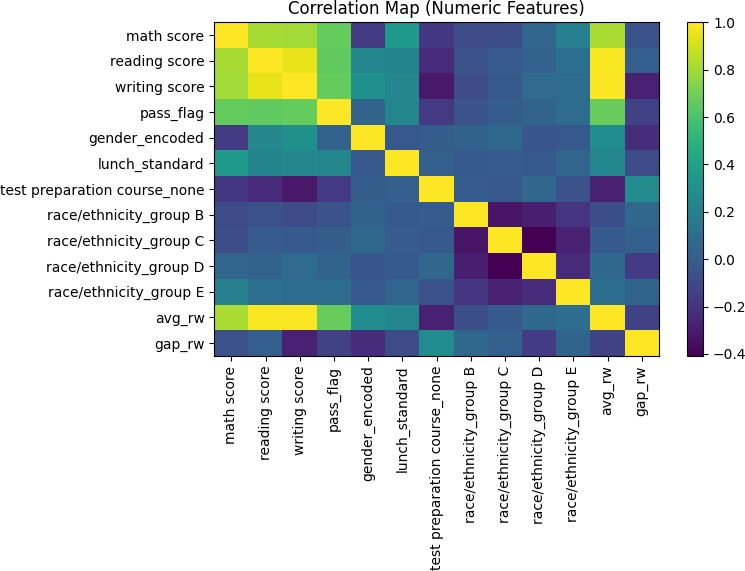 Correlation Map (Numeric Features)
math score
reading score
writing score
pass_flag
gender_encoded
lunch_standard
test preparation course_none
race/ethnicity_group B
race/ethnicity_group C
race/ethnicity_group D
race/ethnicity_group E
avg_rw
gap_rw
math score
reading score
writing score
pass_flag
gender_encoded
lunch_standard
test preparation course_none
race/ethnicity_group B
race/ethnicity_group C
race/ethnicity_group D
race/ethnicity_group E
avg_rw
gap_rw
1.0
0.8
0.6
0.4
0.2
0.0
−0.2
−0.4